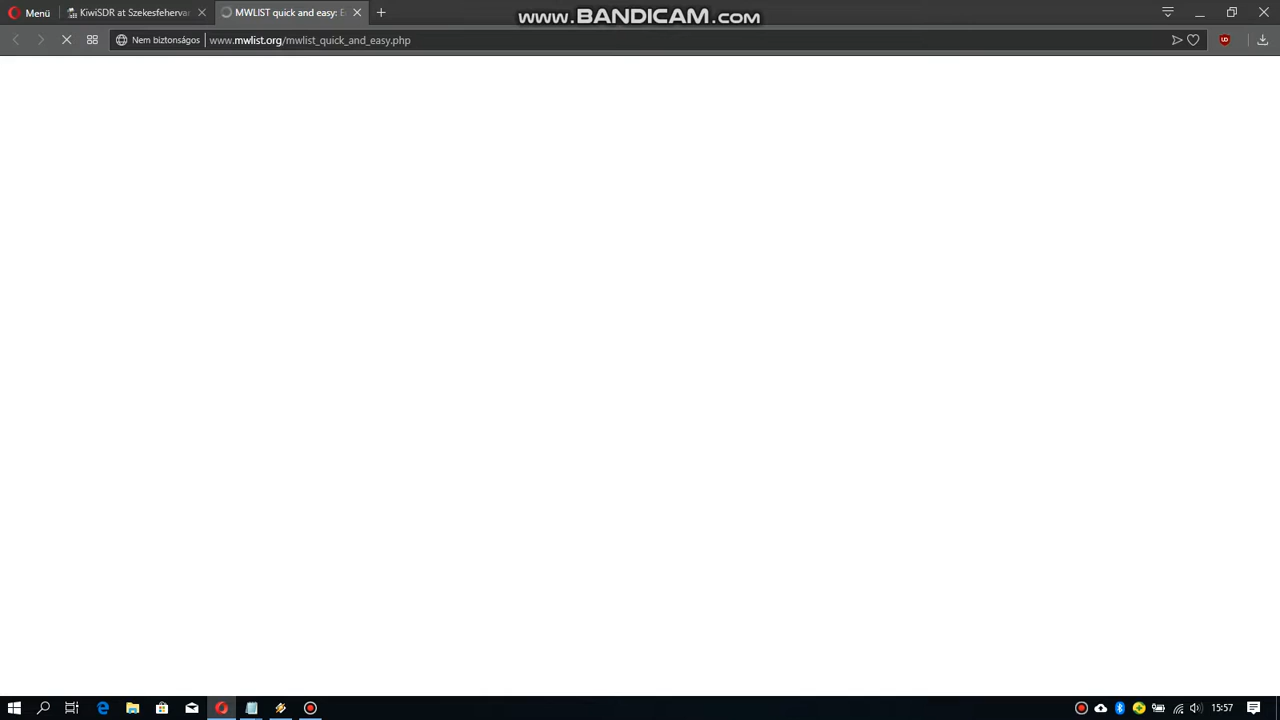 Menü
KiwiSDR at Szekesfehervar
MWLIST quick and easy: E
www.BANDICAM.com
Nem biztonságos
www.mwlist.org/mwlist_quick_and_easy.php
15:57